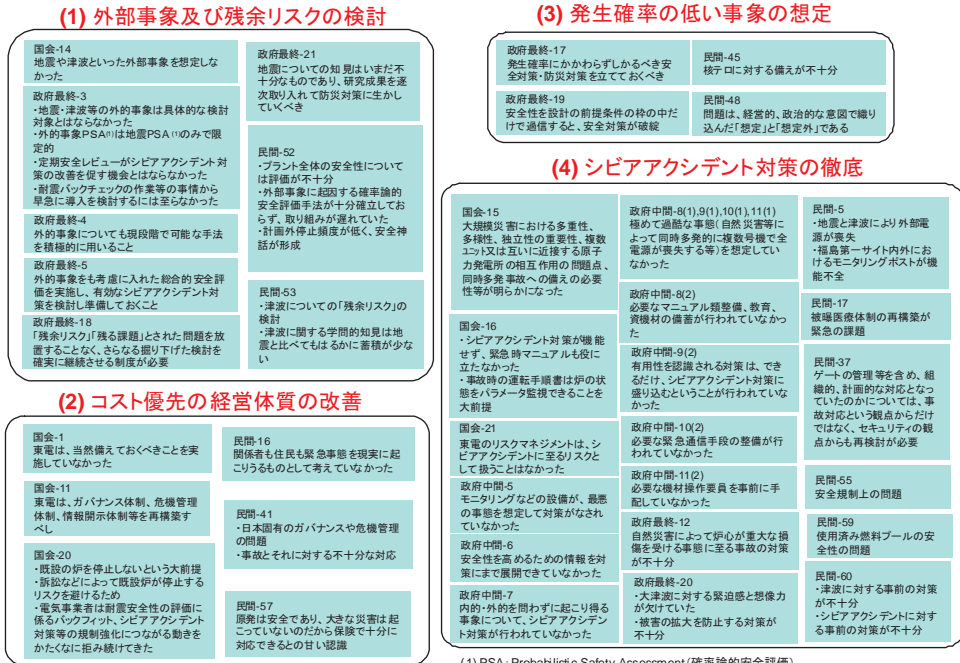 (1) 外部事象及び残余リスクの検討
国会-14
地震や津波といった外部事象を想定しな
かった
政府最終-3
・地震・津波等の外的事象は具体的な検討
対象とはならなかった
・外的事象PSA(1)は地震PSA(1)のみで限
定的
・定期安全レビューがシビアアクシデント対
策の改善を促す機会とはならなかった
・耐震バックチェックの作業等の事情から
早急に導入を検討するには至らなかった
政府最終-4
外的事象についても現段階で可能な手法
を積極的に用いること
政府最終-5
外的事象をも考慮に入れた総合的安全評
価を実施し、有効なシビアアクシデント対
策を検討し準備しておくこと
政府最終-18
「残余リスク」「残る課題」とされた問題を放
置することなく、さらなる掘り下げた検討を
確実に継続させる制度が必要
政府最終-21
地震についての知見はいまだ不
十分なものであり、研究成果を逐
次取り入れて防災対策に生かし
ていくべき
民間-52
・プラント全体の安全性について
は評価が不十分
・外部事象に起因する確率論的
安全評価手法が十分確立してお
らず、取り組みが遅れていた
・計画外停止頻度が低く、安全神
話が形成
民間-53
・津波についての「残余リスク」の
検討
・津波に関する学問的知見は地
震と比べてもはるかに蓄積が少な
い
(2) コスト優先の経営体質の改善
国会-1
東電は、当然備えておくべきことを実
施していなかった
国会-11
東電は、ガバナンス体制、危機管理
体制、情報開示体制等を再構築す
べし
国会-20
・既設の炉を停止しないという大前提
・訴訟などによって既設炉が停止する
リスクを避けるため
・電気事業者は耐震安全性の評価に
係るバックフィット、シビアアクシデント
対策等の規制強化につながる動きを
かたくなに拒み続けてきた
民間-16
関係者も住民も緊急事態を現実に起
こりうるものとして考えていなかった
民間-41
・日本固有のガバナンスや危機管理
の問題
・事故とそれに対する不十分な対応
民間-57
原発は安全であり、大きな災害は起
こっていないのだから保険で十分に
対応できるとの甘い認識
(3) 発生確率の低い事象の想定
政府最終-17
発生確率にかかわらずしかるべき安
全対策・防災対策を立てておくべき
政府最終-19
安全性を設計の前提条件の枠の中だ
けで過信すると、安全対策が破綻
民間-45
核テロに対する備えが不十分
民間-48
問題は、経営的、政治的な意図で織り
込んだ「想定」と「想定外」である
(4) シビアアクシデント対策の徹底
国会-15
大規模災害における多重性、
多様性、独立性の重要性、複数
ユニット又は互いに近接する原子
力発電所の相互作用の問題点、
同時多発事故への備えの必要
性等が明らかになった
国会-16
・シビアアクシデント対策が機能
せず、緊急時マニュアルも役に
立たなかった
・事故時の運転手順書は炉の状
態をパラメータ監視できることを
大前提
国会-21
東電のリスクマネジメントは、シ
ビアアクシデントに至るリスクと
して扱うことはなかった
政府中間-5
モニタリングなどの設備が、最悪
の事態を想定して対策がなされ
ていなかった
政府中間-6
安全性を高めるための情報を対
策にまで展開できていなかった
政府中間-7
内的・外的を問わずに起こり得る
事象について、シビアアクシデン
ト対策が行われていなかった
政府中間-8(1),9(1),10(1),11(1)
極めて過酷な事態(自然災害等に
よって同時多発的に複数号機で全
電源が喪失する等)を想定してい
なかった
政府中間-8(2)
必要なマニュアル類整備、教育、
資機材の備蓄が行われていなかっ
た
政府中間-9(2)
有用性を認識される対策は、でき
るだけ、シビアアクシデント対策に
盛り込むということが行われていな
かった
政府中間-10(2)
必要な緊急通信手段の整備が行
われていなかった
政府中間-11(2)
必要な機材操作要員を事前に手
配していなかった
政府最終-12
自然災害によって炉心が重大な損
傷を受ける事態に至る事故の対策
が不十分
政府最終-20
・大津波に対する緊迫感と想像力
が欠けていた
・被害の拡大を防止する対策が
不十分
民間-5
・地震と津波により外部電
源が喪失
・福島第一サイト内外にお
けるモニタリングポストが機
能不全
民間-17
被曝医療体制の再構築が
緊急の課題
民間-37
ゲートの管理等を含め、組
織的、計画的な対応となっ
ていたのかについては、事
故対応という観点からだけ
ではなく、セキュリティの観
点からも再検討が必要
民間-55
安全規制上の問題
民間-59
使用済み燃料プールの安
全性の問題
民間-60
・津波に対する事前の対策
が不十分
・シビアアクシデントに対す
る事前の対策が不十分
(1) PSA:Probabilistic Safety Assessment(確率論的安全評価)